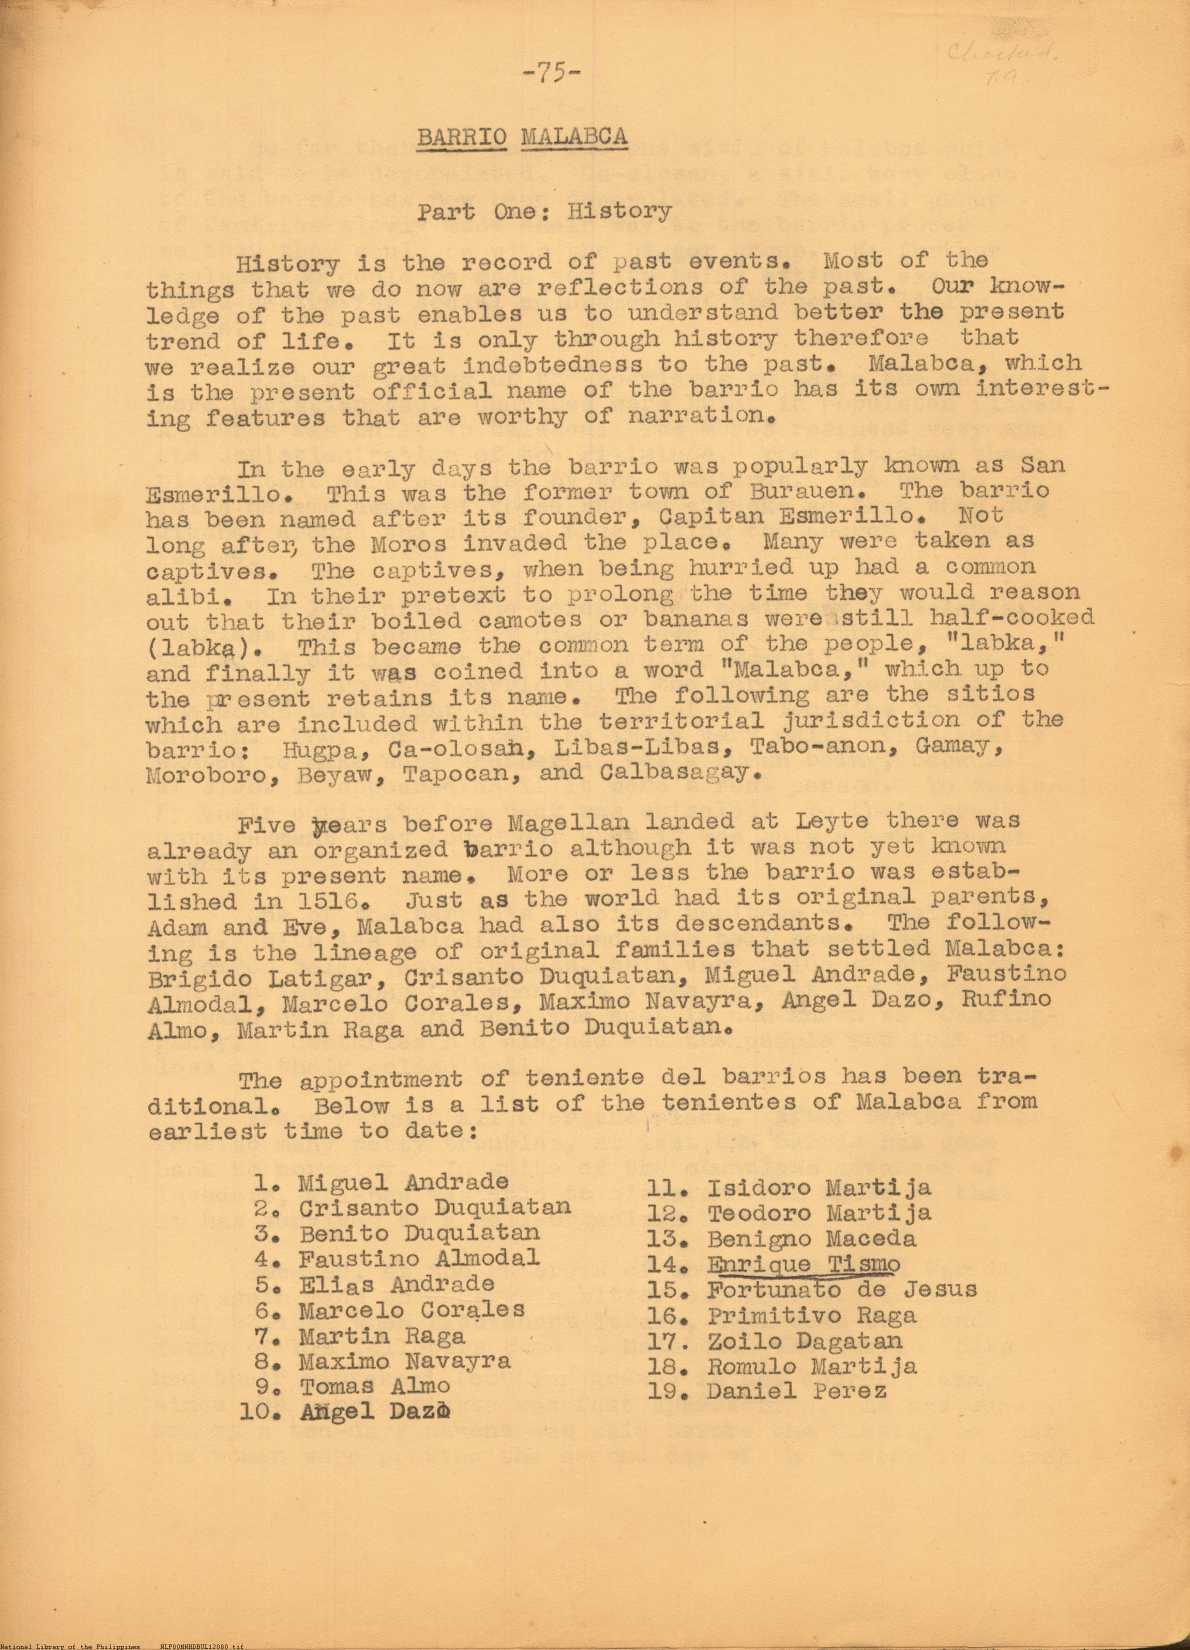 Checked.
-75-
BARRIO MALABCA
Part One: History
History is the record of past events. Most of the
things that we do now are reflections of the past. Our know-
ledge of the past enables us to understand better the present
trend of life. It is only through history therefore that
we realize our great indebtedness to the past. Malabca, which
is the present official name of the barrio has its own interest-
ing features that are worthy of narration.
In the early days the barrio was popularly known as San
Esmerillo. This was the former town of Burauen. The barrio
has been named after its founder, Capitan Esmerillo. Not
long after, the Moros invaded the place. Many were taken as
captives. The captives, when being hurried up had a common
alibi. In their pretext to prolong the time they would reason
out that their boiled camotes or bananas were still half-cooked
(labka). This became the common term of the people, "labka,"
and finally it was coined into a word "Malabca," which up to
the present retains its name. The following are the sitios
which are included within the territorial jurisdiction of the
barrio: Hugpa, Ca-olosan, Libas-Libas, Tabo-anon, Gamay,
Moroboro, Beyaw, Tapocan, and Calbasagay.
Five years before Magellan landed at Leyte there was
already an organized barrio although it was not yet known
with its present name. More or less the barrio was estab-
lished in 1516. Just as the world had its original parents,
Adam and Eve, Malabca had also its descendants. The follow-
ing is the lineage of original families that settled Malabca:
Brigido Latigar, Crisanto Duquiatan, Miguel Andrade, Faustino
Almodal, Marcelo Corales, Maximo Navayra, Angel Dazo, Rufino
Almo, Martin Raga and Benito Duquiatan.
The appointment of teniente del barrios has been tra-
ditional. Below is a list of the tenientes of Malabca from
earliest time to date:
1. Miguel Andrade
2. Crisanto Duquiatan
3. Benito Duquiatan
4. Faustino Almodal
5. Elias Andrade
6. Marcelo Corales
7. Martin Raga
8. Maximo Navayra
9. Tomas Almo
10. Angel Dazo
11. Isidoro Martija
12. Teodoro Martija
13. Benigno Maceda
14. Enrique Tismo
15. Fortunato de Jesus
16. Primitivo Raga
17. Zoilo Dagatan
18. Romulo Martija
19. Daniel Perez
National Library of the Philippines